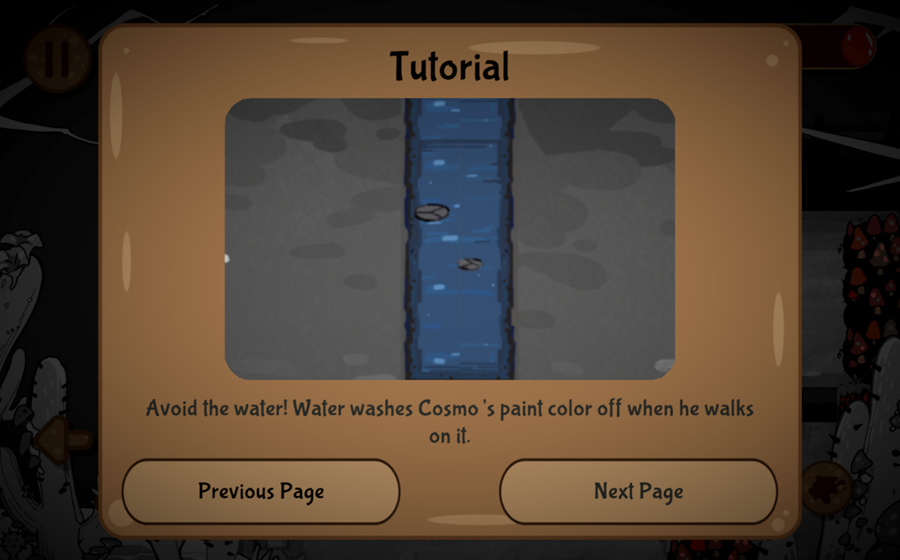 Tutorial
Avoid the water! Water washes Cosmo 's paint color off when he walks
on it.
Previous Page
Next Page